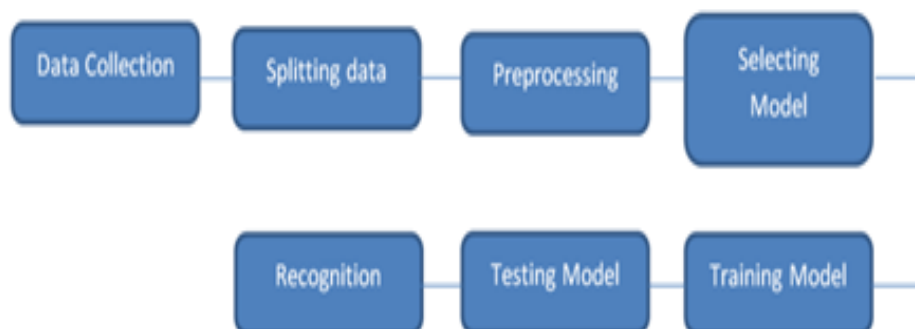 Data Collection
Splitting data
Preprocessing
Selecting
Model
Recognition
Testing Model
Training Model